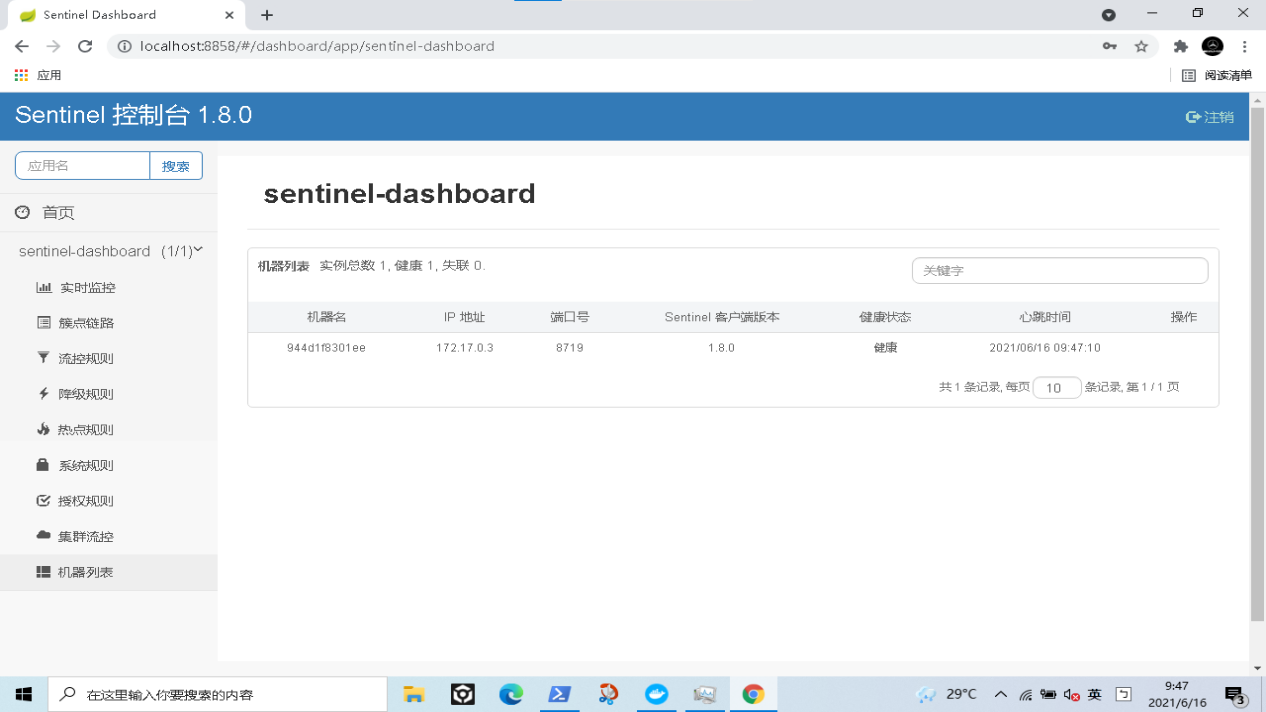 Sentinel Dashboard
localhost:8858/#/dashboard/app/sentinel-dashboard
应用
阅读清单
Sentinel 控制台 1.8.0
注销
应用名
搜索
首页
sentinel-dashboard (1/1)
实时监控
簇点链路
流控规则
降级规则
热点规则
系统规则
授权规则
集群流控
机器列表
sentinel-dashboard
机器列表 实例总数 1, 健康 1, 失联 0.
关键字
机器名 IP 地址 端口号 Sentinel 客户端版本 健康状态 心跳时间 操作
944d1f8301ee 172.17.0.3 8719 1.8.0 健康 2021/06/16 09:47:10
共 1 条记录, 每页 10 条记录, 第 1 / 1 页
在这里输入你要搜索的内容
29°C
英
9:47
2021/6/16
3